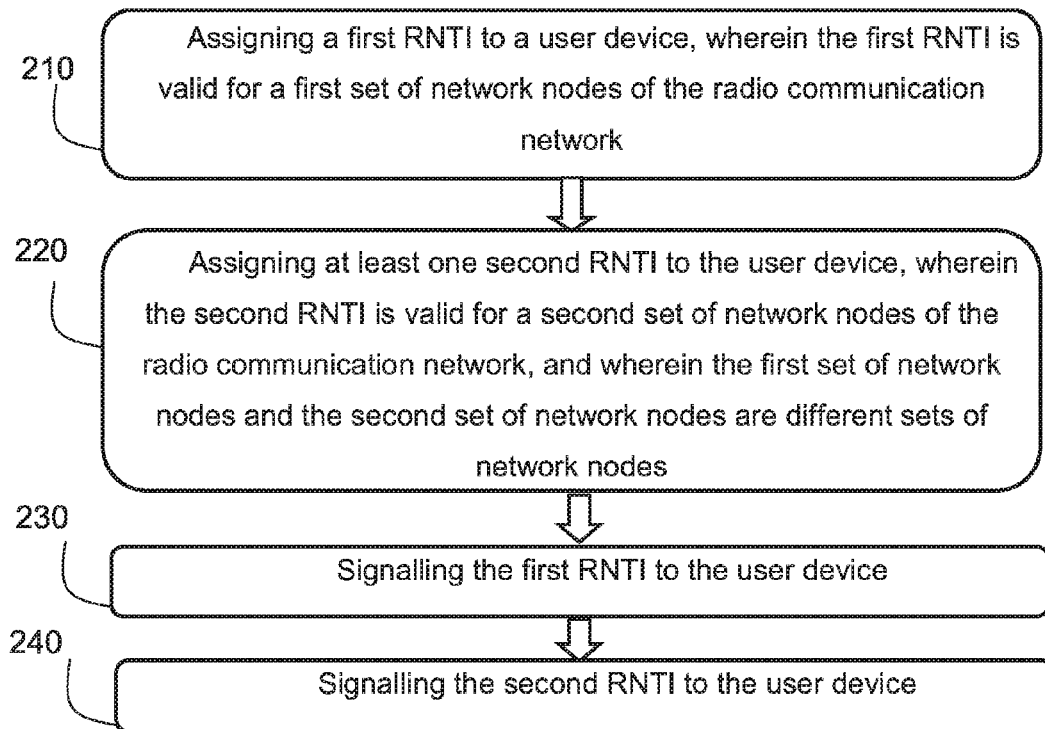 210
Assigning a first RNTI to a user device, wherein the first RNTI is
valid for a first set of network nodes of the radio communication
network
220
Assigning at least one second RNTI to the user device, wherein
the second RNTI is valid for a second set of network nodes of the
radio communication network, and wherein the first set of network
nodes and the second set of network nodes are different sets of
network nodes
230
Signalling the first RNTI to the user device
240
Signalling the second RNTI to the user device